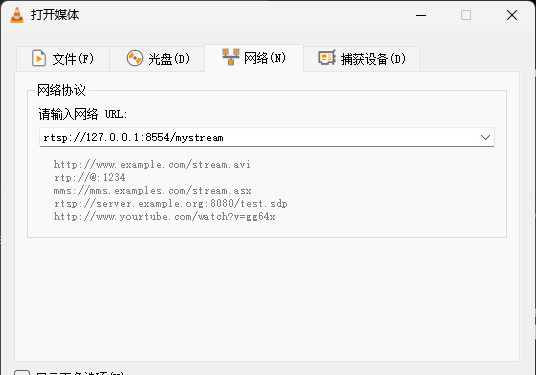 打开媒体
文件(F) 光盘(D) 网络(N) 捕获设备(D)
网络协议
请输入网络 URL:
rtsp://127.0.0.1:8554/mystream
http://www.example.com/stream.avi
rtp://@:1234
mms://mms.examples.com/stream.asx
rtsp://server.example.org:8080/test.sdp
http://www.yourtube.com/watch?v=gg64x